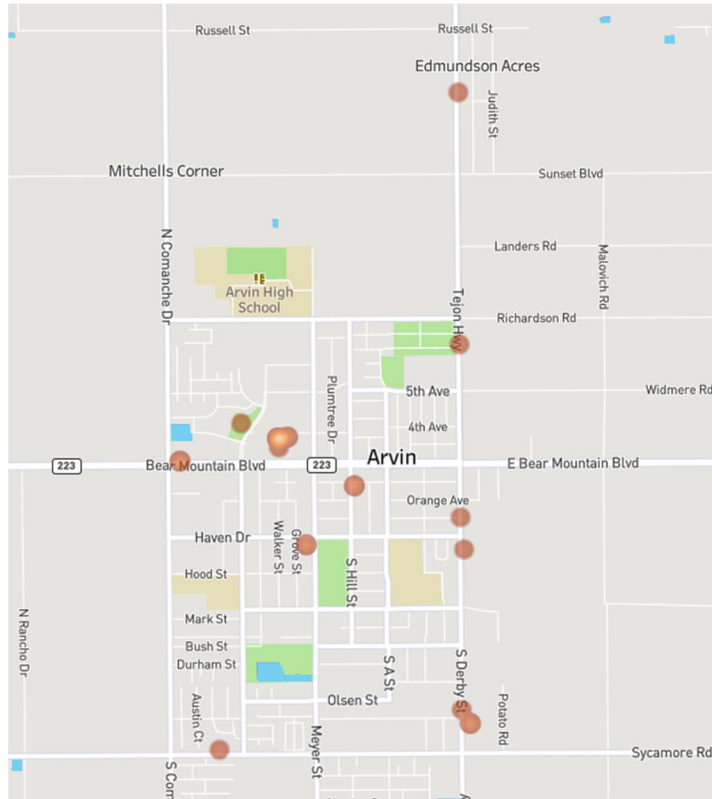 Russell St
Russell St
Edmundson Acres
Judith St
Mitchells Corner
Sunset Blvd
N Comanche Dr
Landers Rd
Malovich Rd
Arvin High
School
Tejon Hwy
Richardson Rd
Plumtree Dr
5th Ave
Widmere Rd
4th Ave
Arvin
223
Bear Mountain Blvd
223
E Bear Mountain Blvd
Orange Ave
Haven Dr
Walker St
Grove St
S Hill St
Hood St
N Rancho Dr
Mark St
Bush St
Durham St
S A St
S Derby St
Olsen St
Potato Rd
Austin Ct
Meyer St
Sycamore Rd
S Com